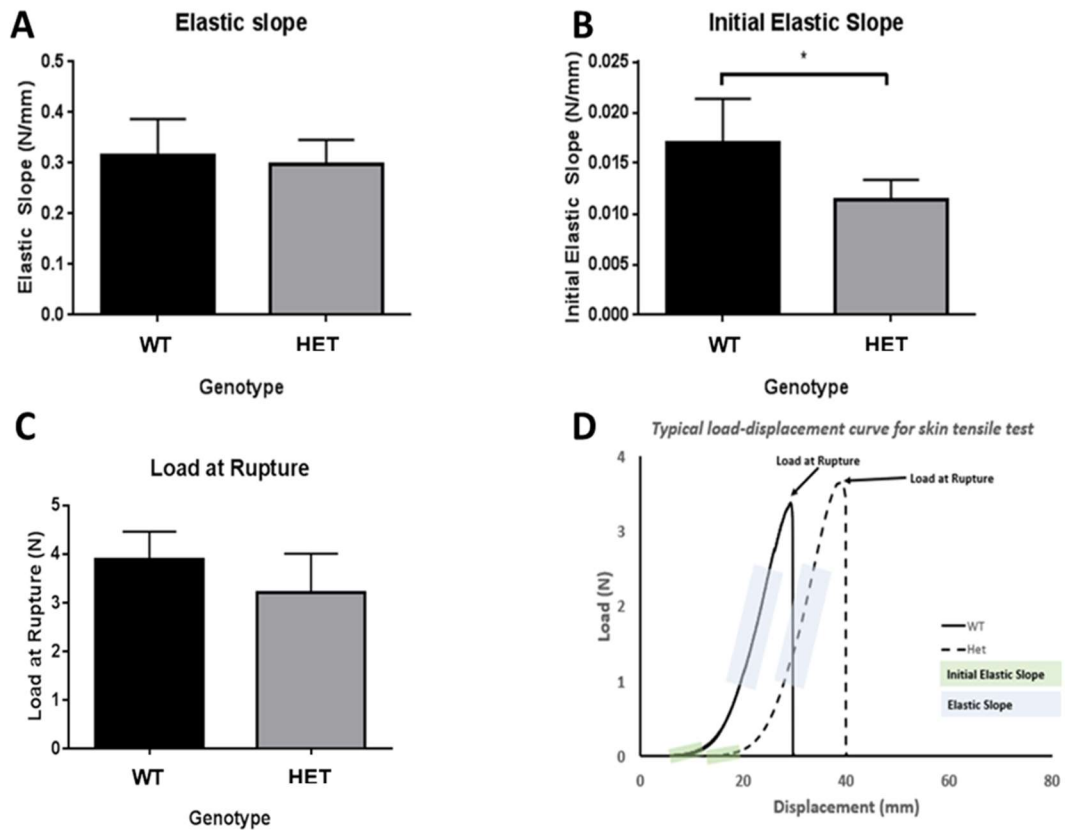 A
Elastic slope
Elastic Slope (N/mm)
0.5
0.4
0.3
0.2
0.1
0.0
WT HET
Genotype
B
Initial Elastic Slope
Initial Elastic Slope (N/mm)
0.025
0.020
0.015
0.010
0.005
0.000
*
WT HET
Genotype
C
Load at Rupture
Load at Rupture (N)
5
4
3
2
1
0
WT HET
Genotype
D
Typical load-displacement curve for skin tensile test
Load (N)
4
3
2
1
0
Load at Rupture
Load at Rupture
WT
Het
Initial Elastic Slope
Elastic Slope
0 20 40 60 80
Displacement (mm)